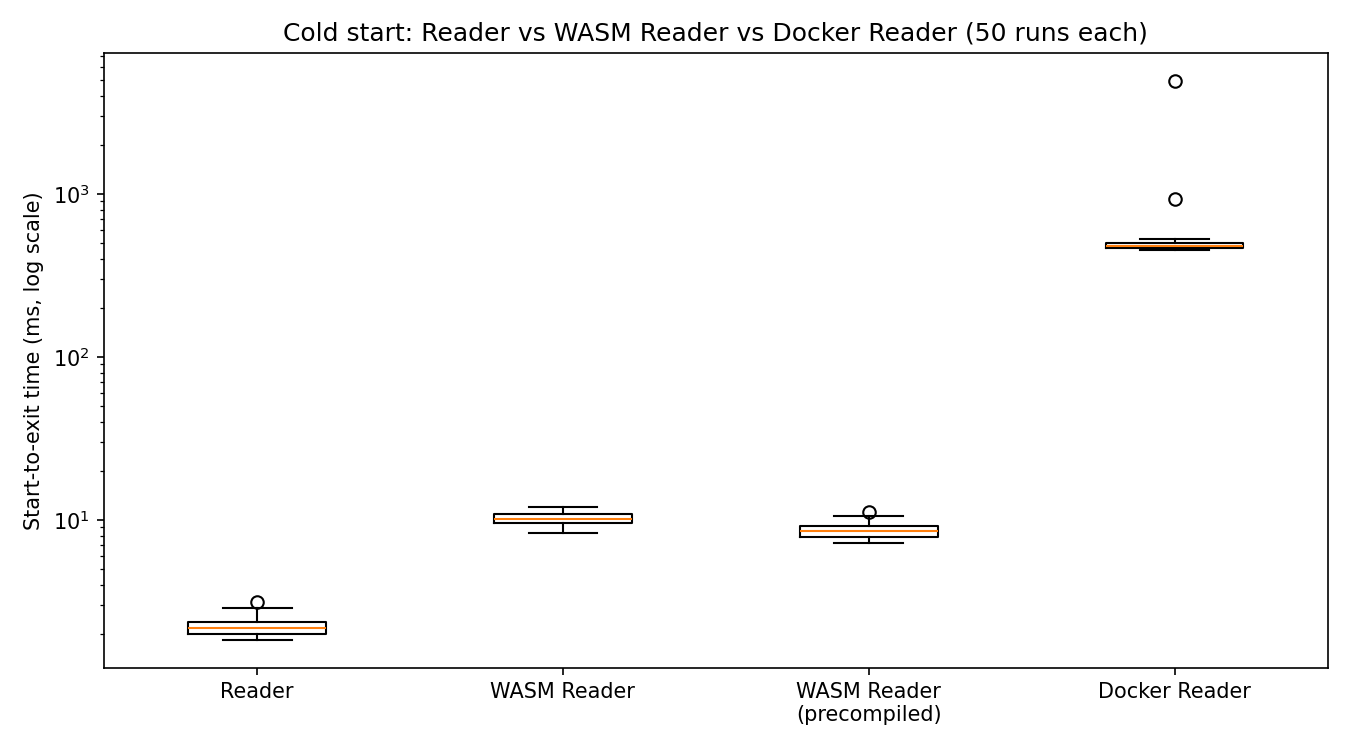 Cold start: Reader vs WASM Reader vs Docker Reader (50 runs each)
Start-to-exit time (ms, log scale)
10³
10²
10¹
Reader
WASM Reader
WASM Reader
(precompiled)
Docker Reader